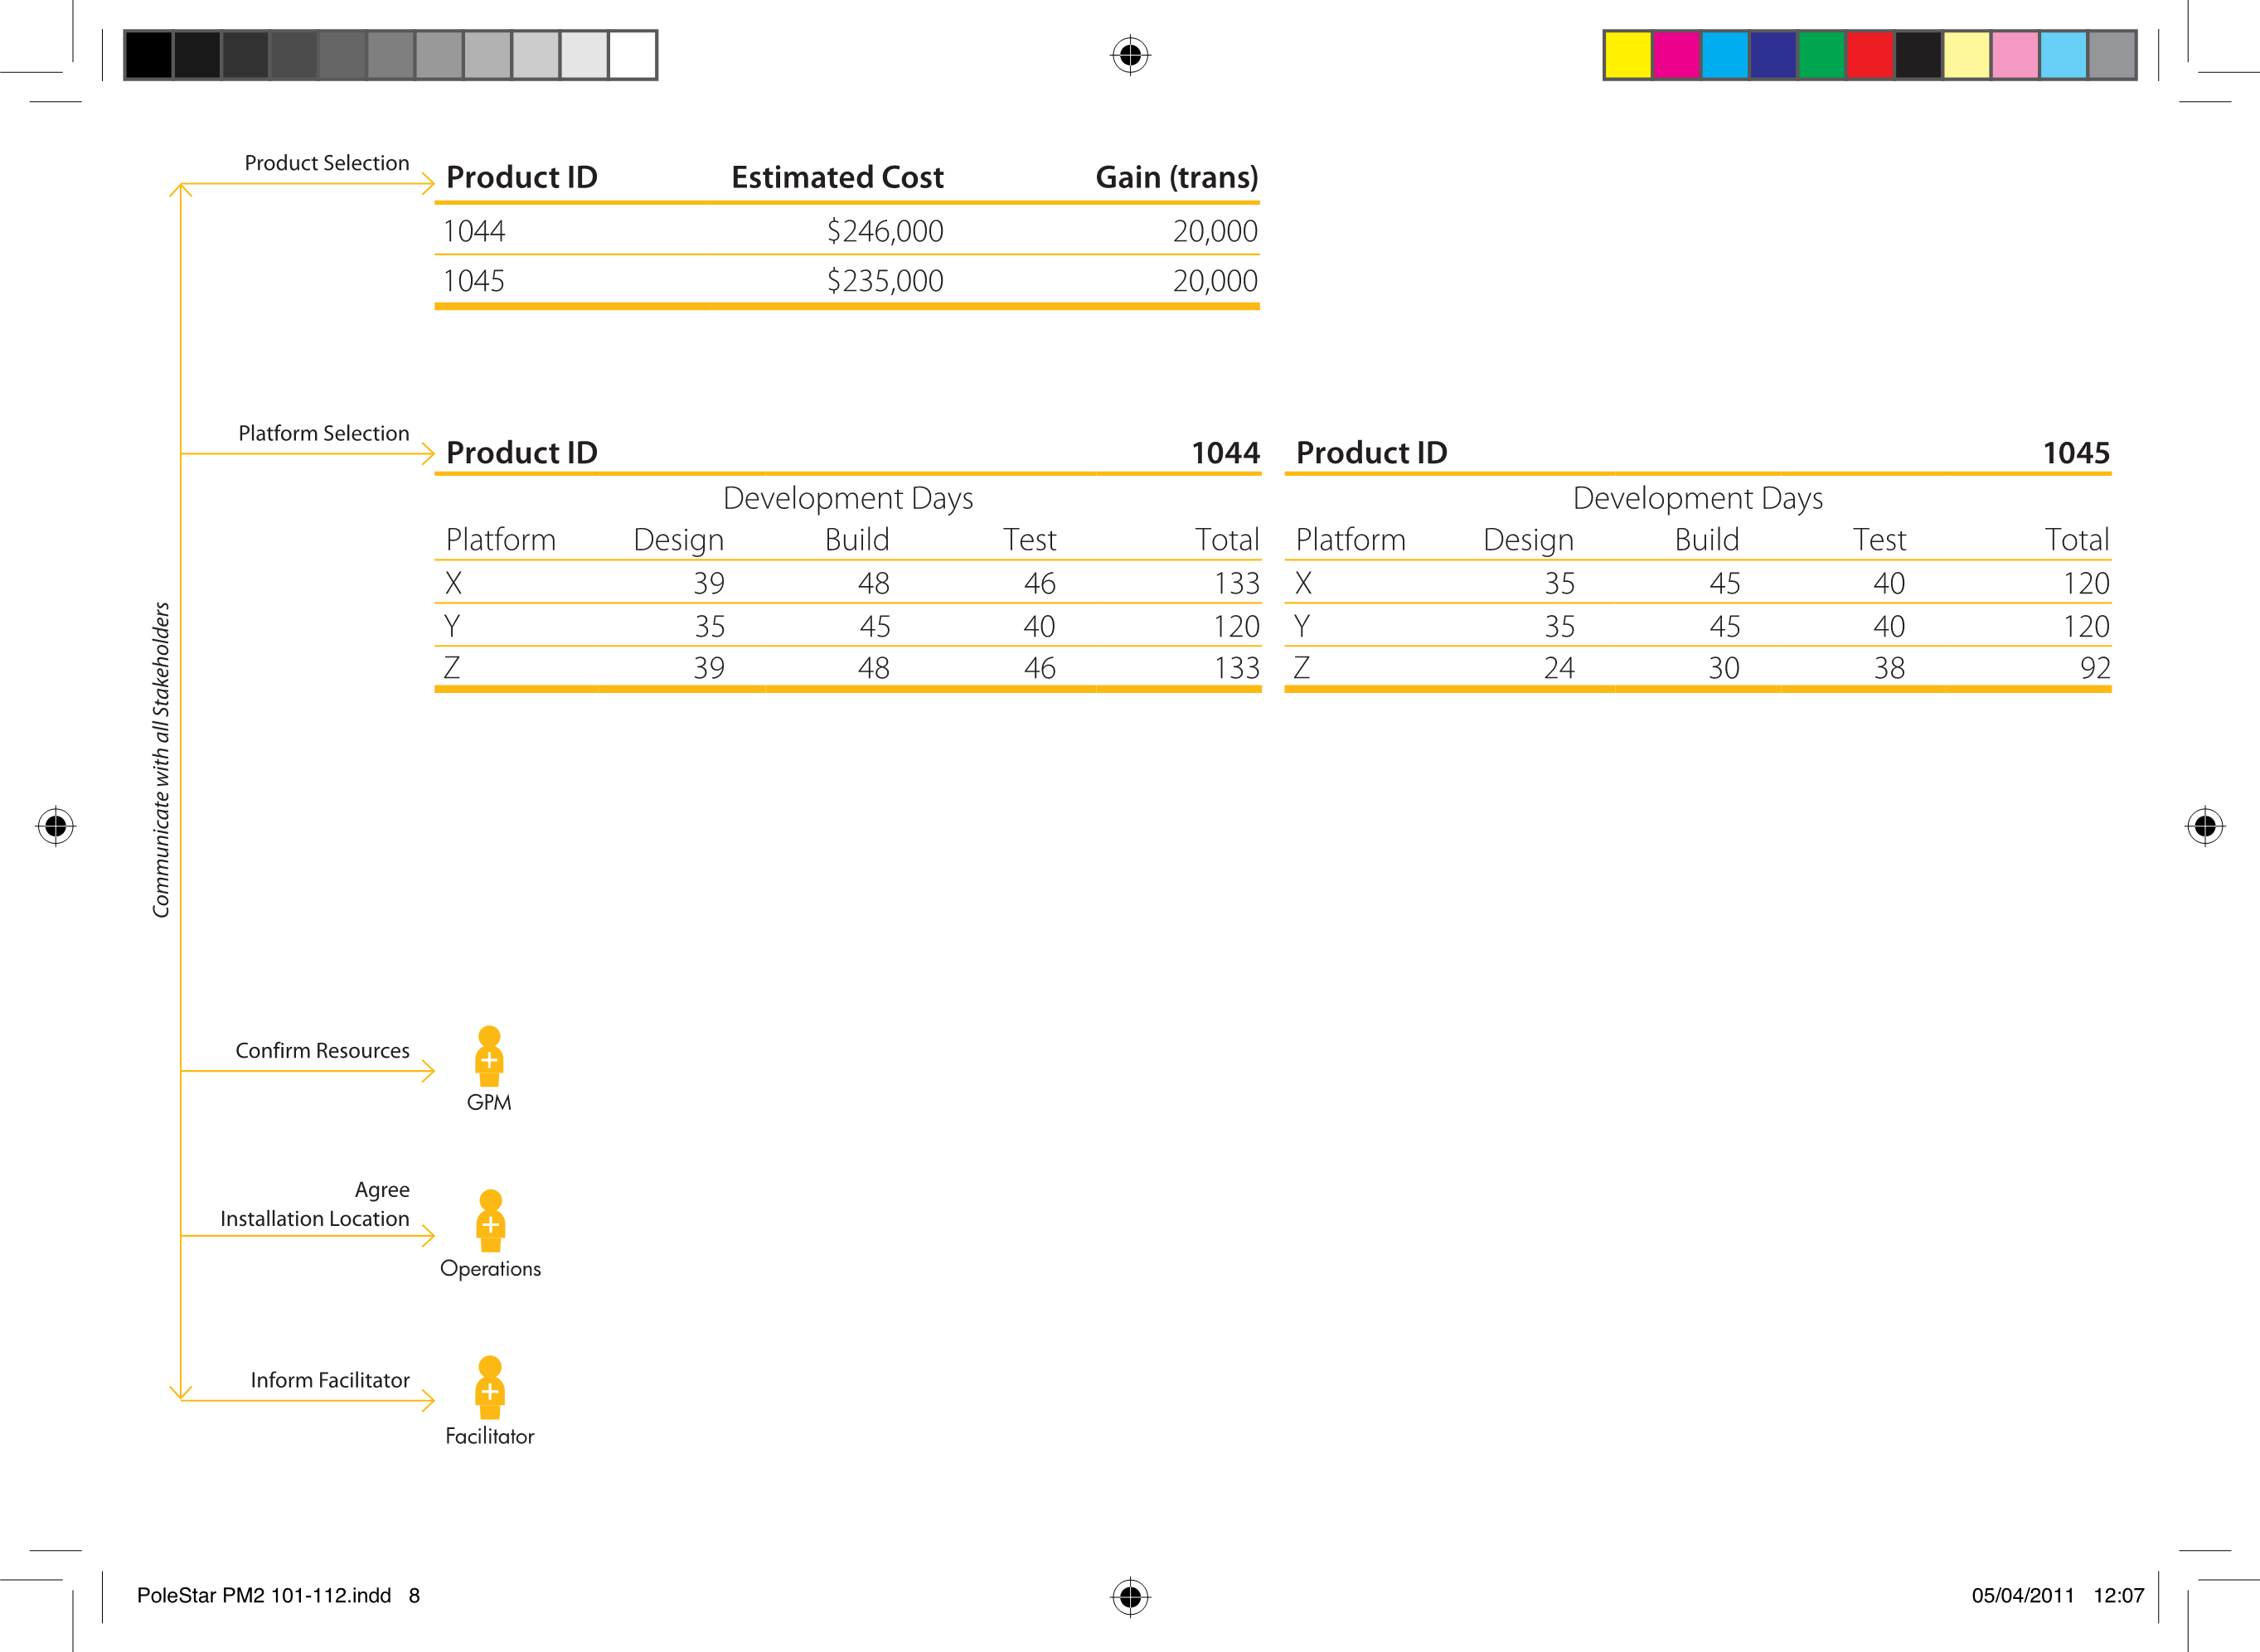 Product Selection
Product ID Estimated Cost Gain (trans)
1044 $246,000 20,000
1045 $235,000 20,000
Platform Selection
Product ID 1044
Development Days
Platform Design Build Test Total
X 39 48 46 133
Y 35 45 40 120
Z 39 48 46 133
Product ID 1045
Development Days
Platform Design Build Test Total
X 35 45 40 120
Y 35 45 40 120
Z 24 30 38 92
Communicate with all Stakeholders
Confirm Resources
GPM
Agree
Installation Location
Operations
Inform Facilitator
Facilitator
PoleStar PM2 101-112.indd 8
05/04/2011 12:07